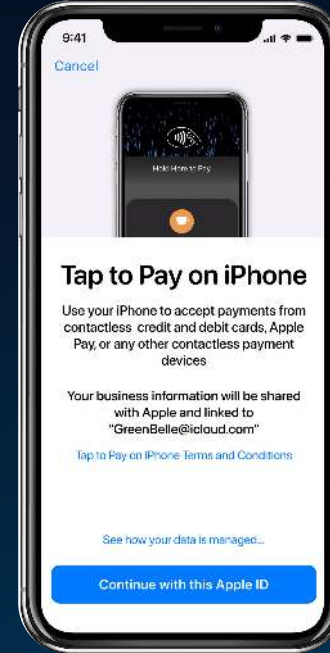 9:41
Cancel
Hold Here to Pay
Tap to Pay on iPhone
Use your iPhone to accept payments from
contactless credit and debit cards, Apple
Pay, or any other contactless payment
devices
Your business information will be shared
with Apple and linked to
"GreenBelle@icloud.com"
Tap to Pay on iPhone Terms and Conditions
See how your data is managed...
Continue with this Apple ID